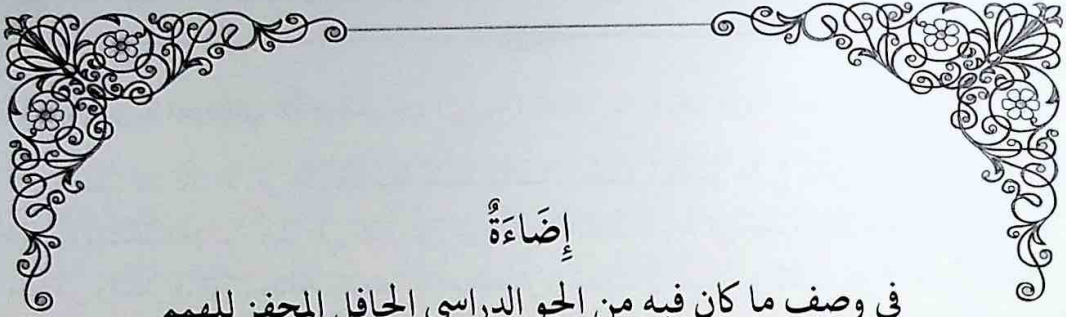 إِضَاءَةٌ
في وصف ما كان فيه من الجو الدراسي الحافل المحفز للهمم